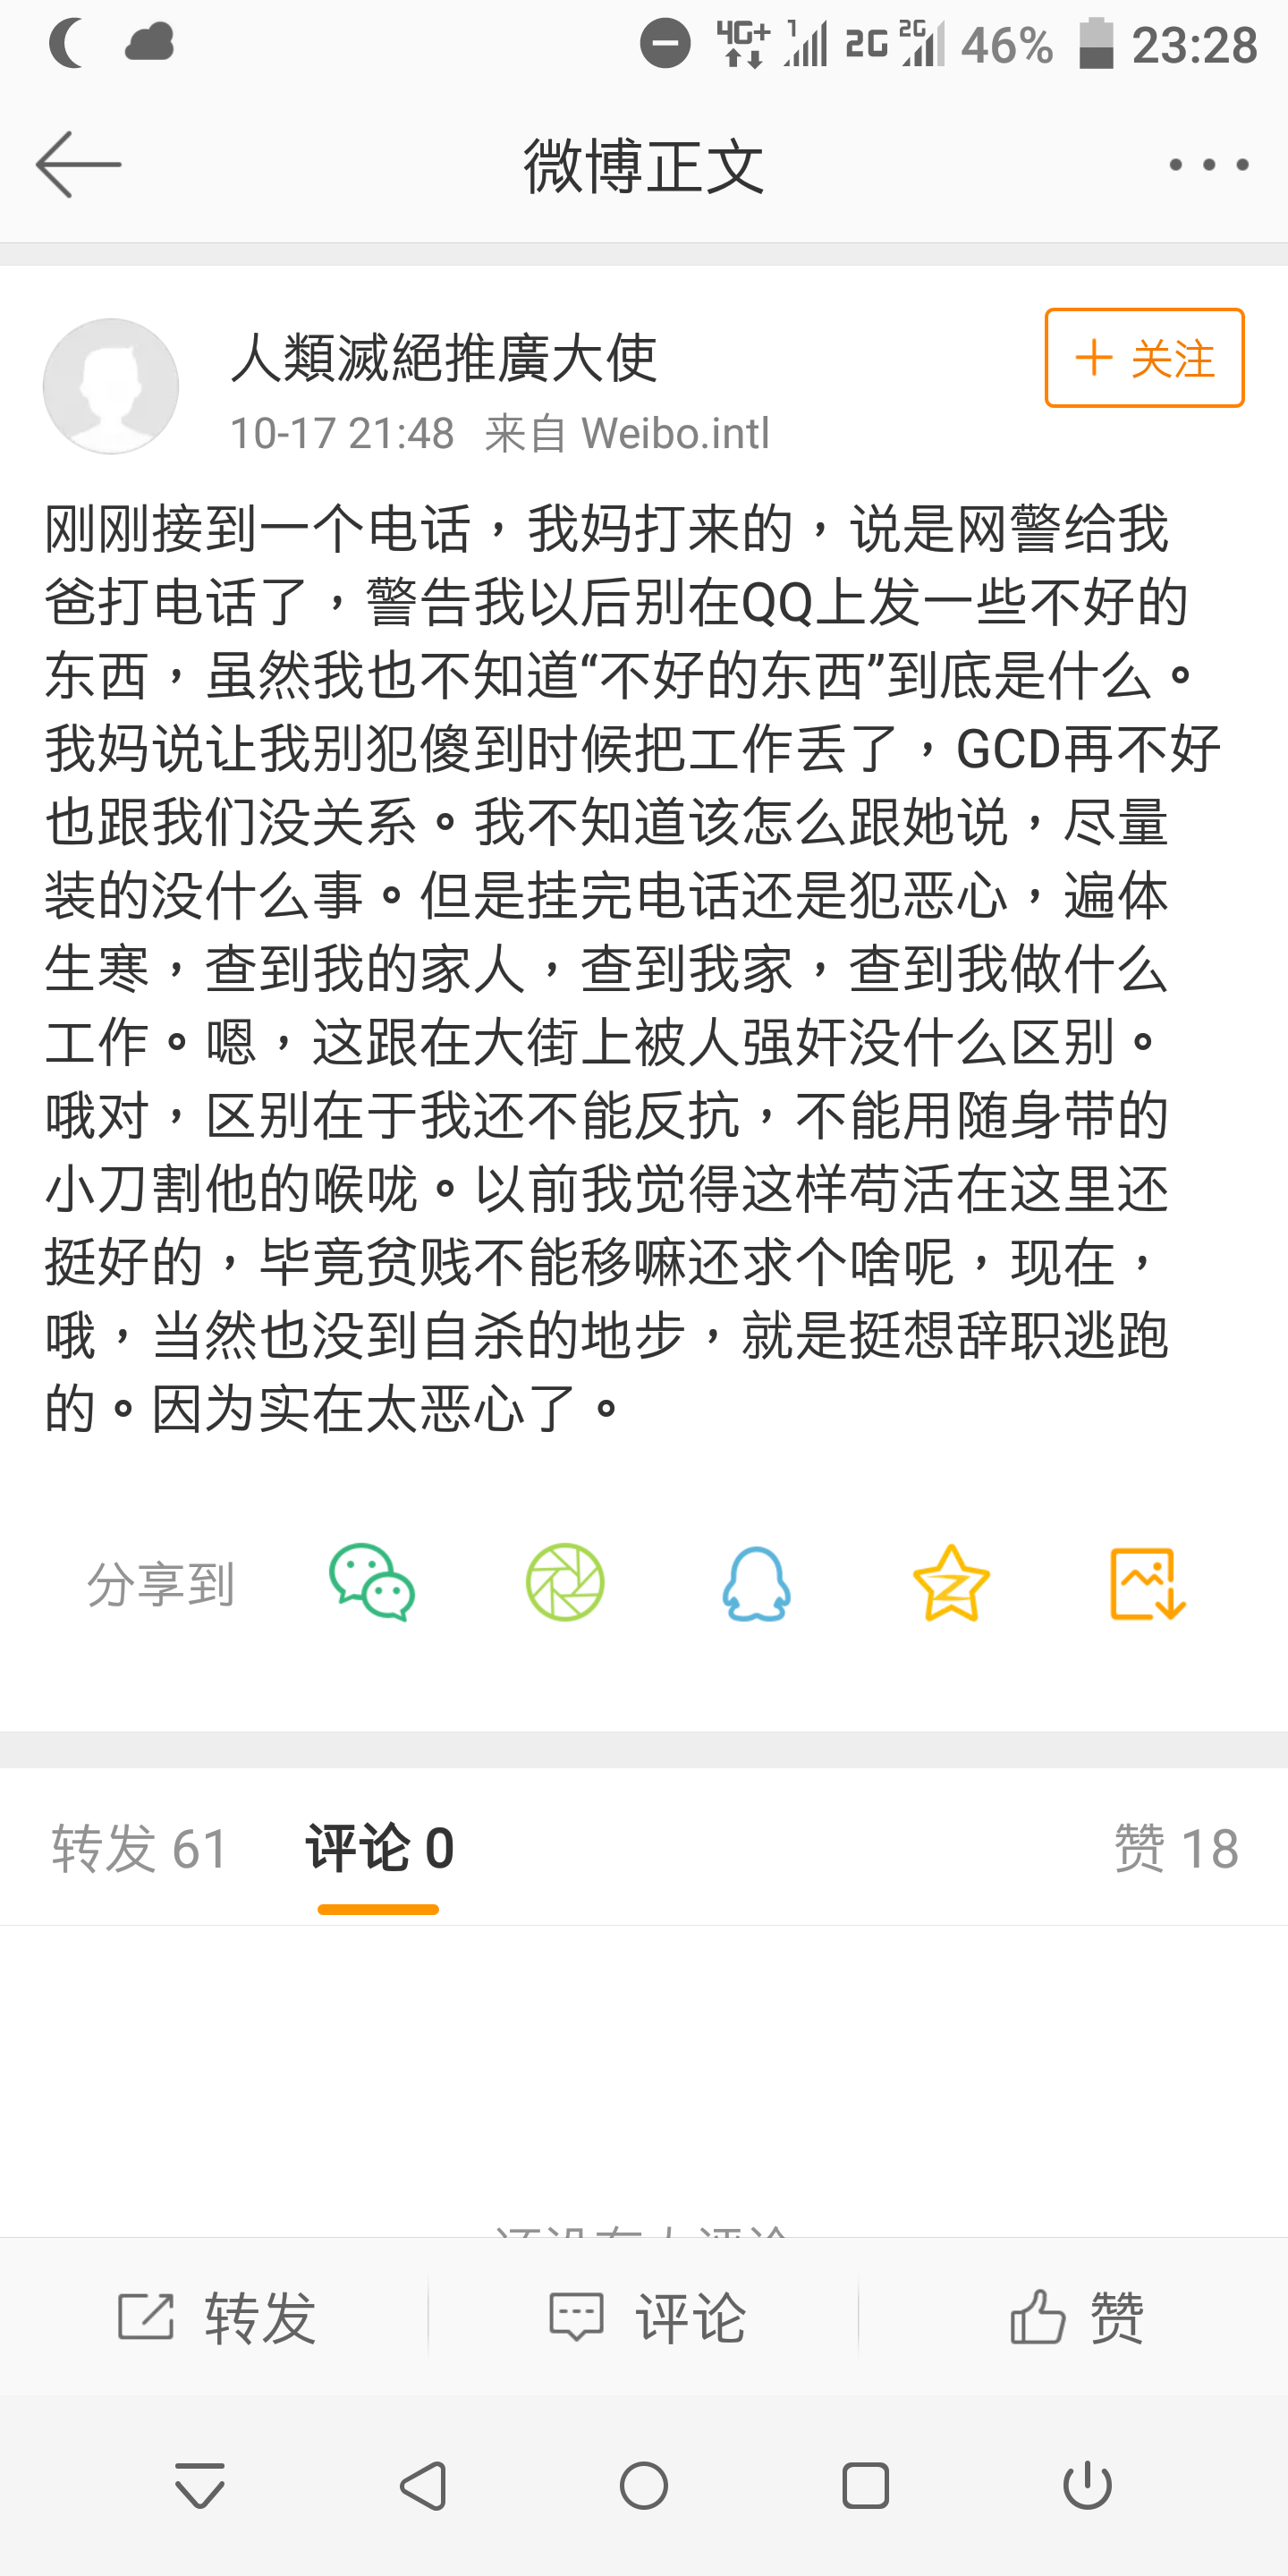 4G+ 1 2G 2G 46% 23:28
微博正文
人類滅絕推廣大使
+ 关注
10-17 21:48 来自 Weibo.intl
刚刚接到一个电话，我妈打来的，说是网警给我
爸打电话了，警告我以后别在QQ上发一些不好的
东西，虽然我也不知道“不好的东西”到底是什么。
我妈说让我别犯傻到时候把工作丢了，GCD再不好
也跟我们没关系。我不知道该怎么跟她说，尽量
装的没什么事。但是挂完电话还是犯恶心，遍体
生寒，查到我的家人，查到我家，查到我做什么
工作。嗯，这跟在大街上被人强奸没什么区别。
哦对，区别在于我还不能反抗，不能用随身带的
小刀割他的喉咙。以前我觉得这样苟活在这里还
挺好的，毕竟贫贱不能移嘛还求个啥呢，现在，
哦，当然也没到自杀的地步，就是挺想辞职逃跑
的。因为实在太恶心了。
分享到
转发 61 评论 0 赞 18
还没有人评论
转发 评论 赞